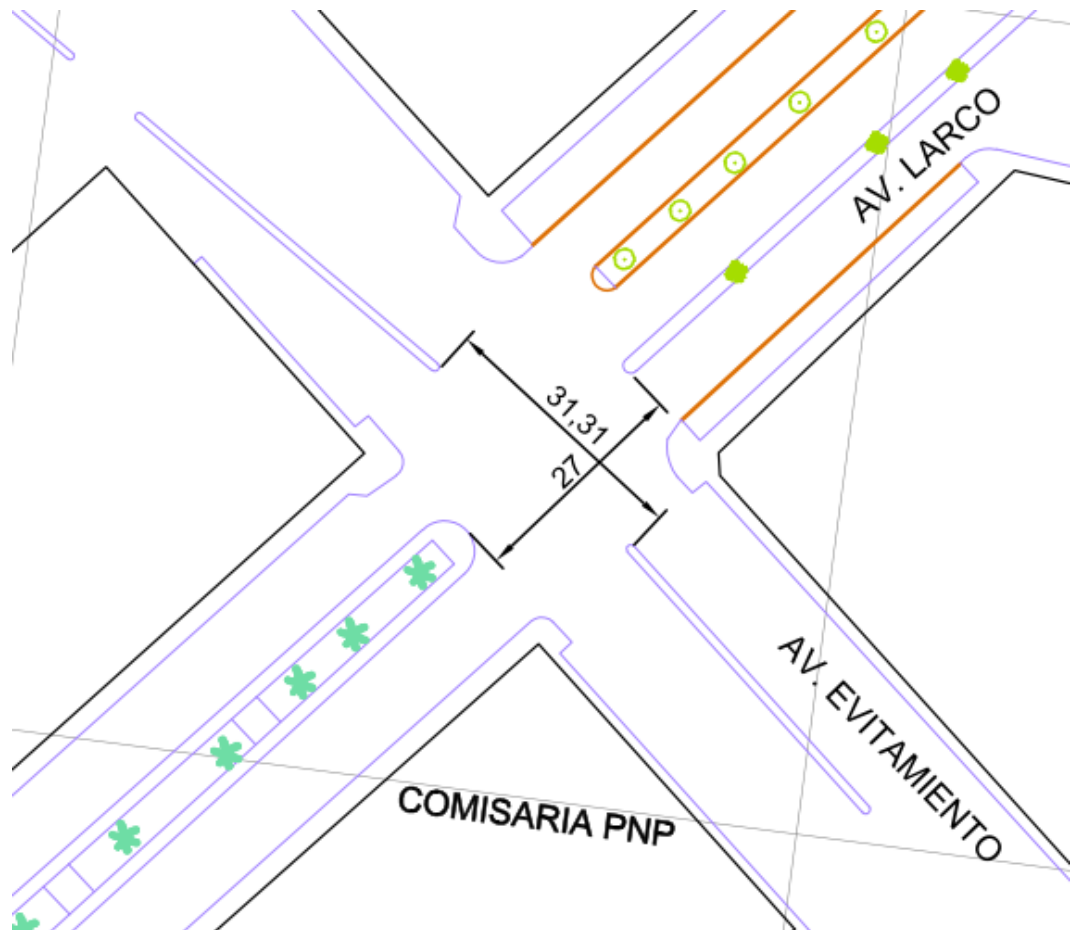 AV. LARCO
31,31
27
AV. EVITAMIENTO
COMISARIA PNP